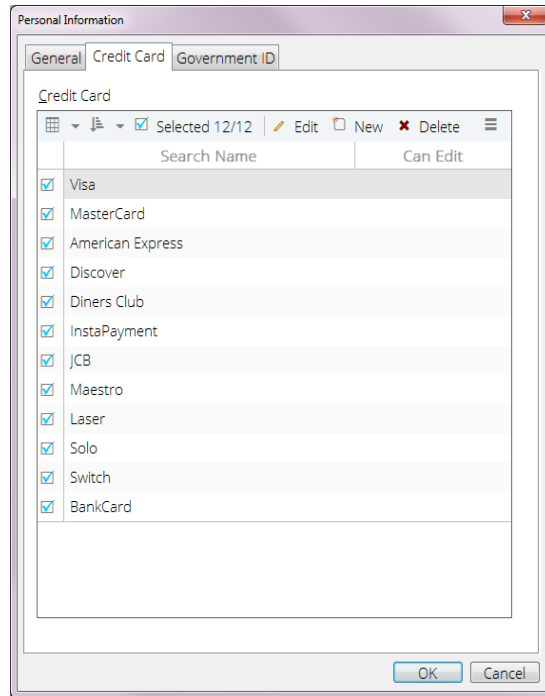 Personal Information
General Credit Card Government ID
Credit Card
Selected 12/12 Edit New Delete
Search Name Can Edit
Visa
MasterCard
American Express
Discover
Diners Club
InstaPayment
JCB
Maestro
Laser
Solo
Switch
BankCard
OK Cancel